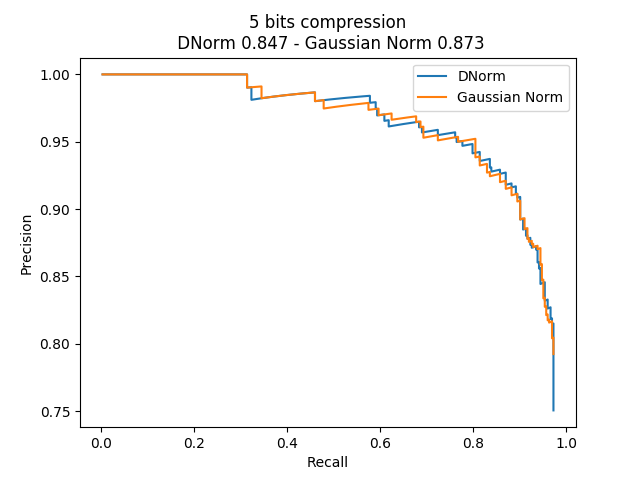 5 bits compression
DNorm 0.847 - Gaussian Norm 0.873
DNorm
Gaussian Norm
1.00
0.95
0.90
0.85
0.80
0.75
Precision
0.0
0.2
0.4
0.6
0.8
1.0
Recall